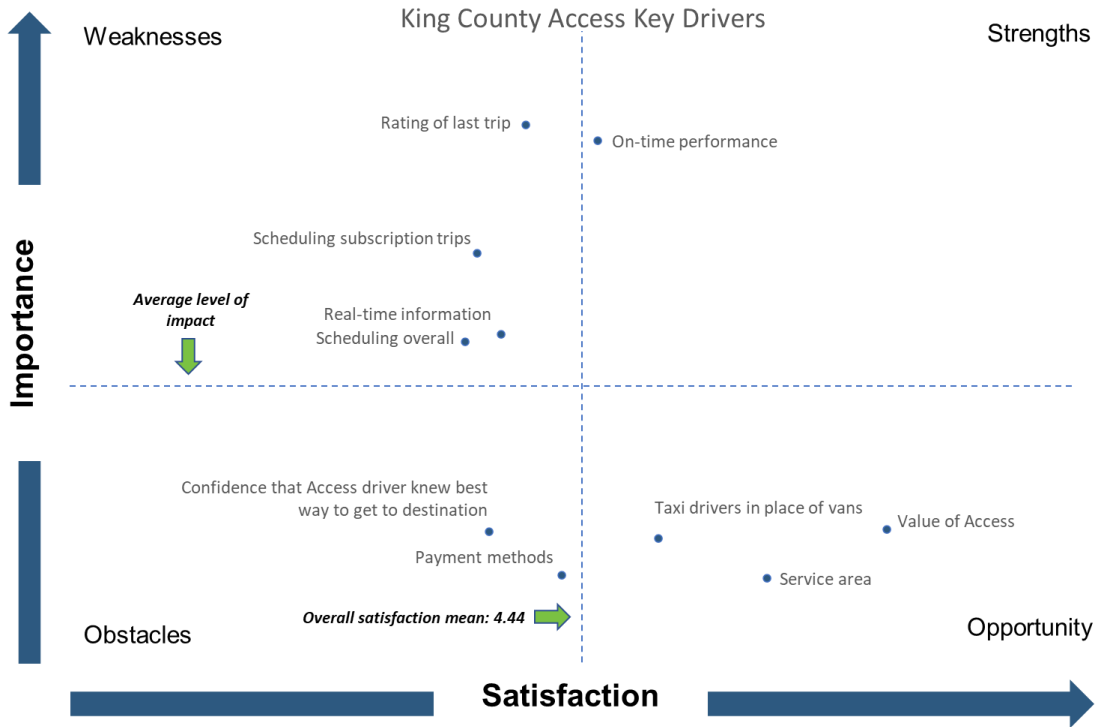 King County Access Key Drivers
Weaknesses
Strengths
Rating of last trip
On-time performance
Scheduling subscription trips
Average level of
impact
Real-time information
Scheduling overall
Importance
Confidence that Access driver knew best
way to get to destination
Taxi drivers in place of vans
Value of Access
Payment methods
Service area
Overall satisfaction mean: 4.44
Obstacles
Opportunity
Satisfaction